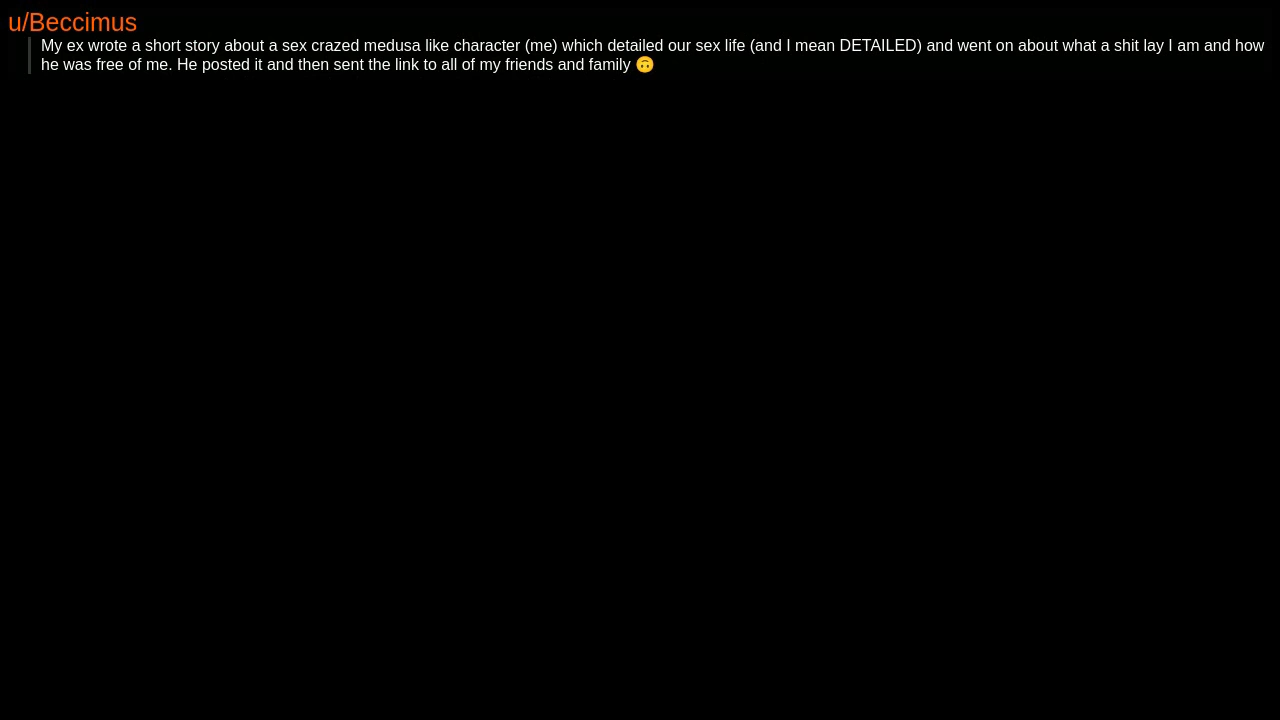 u/Beccimus
My ex wrote a short story about a sex crazed medusa like character (me) which detailed our sex life (and I mean DETAILED) and went on about what a shit lay I am and how
he was free of me. He posted it and then sent the link to all of my friends and family 🙃